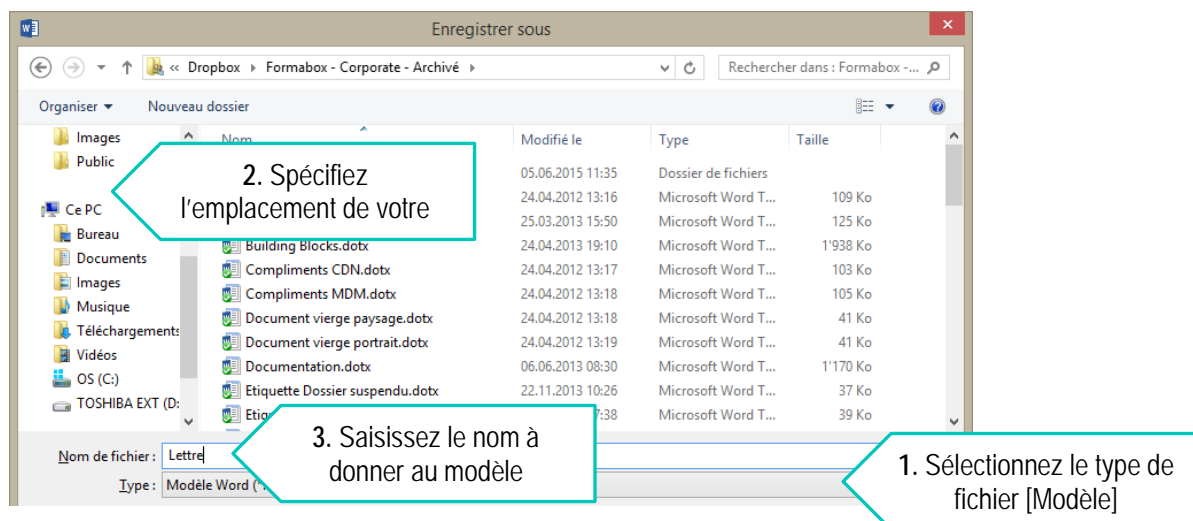 Enregistrer sous
« Dropbox Formabox - Corporate - Archivé Rechercher dans : Formabox -...
Organiser Nouveau dossier
Images
Public
Ce PC
Bureau
Documents
Images
Musique
Téléchargements
Vidéos
OS (C:)
TOSHIBA EXT (D:
Nom Modifié le Type Taille
05.06.2015 11:35 Dossier de fichiers
24.04.2012 13:16 Microsoft Word T... 109 Ko
25.03.2013 15:50 Microsoft Word T... 125 Ko
Building Blocks.dotx 24.04.2013 19:10 Microsoft Word T... 1'938 Ko
Compliments CDN.dotx 24.04.2012 13:17 Microsoft Word T... 103 Ko
Compliments MDM.dotx 24.04.2012 13:18 Microsoft Word T... 105 Ko
Document vierge paysage.dotx 24.04.2012 13:18 Microsoft Word T... 41 Ko
Document vierge portrait.dotx 24.04.2012 13:19 Microsoft Word T... 41 Ko
Documentation.dotx 06.06.2013 08:30 Microsoft Word T... 1'170 Ko
Etiquette Dossier suspendu.dotx 22.11.2013 10:26 Microsoft Word T... 37 Ko
7:38 Microsoft Word T... 39 Ko
2. Spécifiez
l'emplacement de votre
3. Saisissez le nom à
donner au modèle
Nom de fichier : Lettre
Type : Modèle Word (*
1. Sélectionnez le type de
fichier [Modèle]